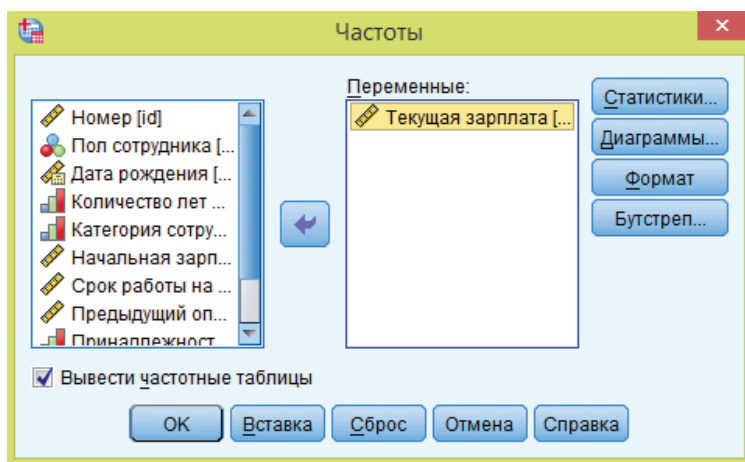 Частоты
Переменные:
Номер [id]
Пол сотрудника [...
Дата рождения [...
Количество лет ...
Категория сотру...
Начальная зарп...
Срок работы на ...
Предыдущий оп...
Принадлежност
Текущая зарплата [...
Статистики...
Диаграммы...
Формат
Бутстреп...
Вывести частотные таблицы
OK Вставка Сброс Отмена Справка